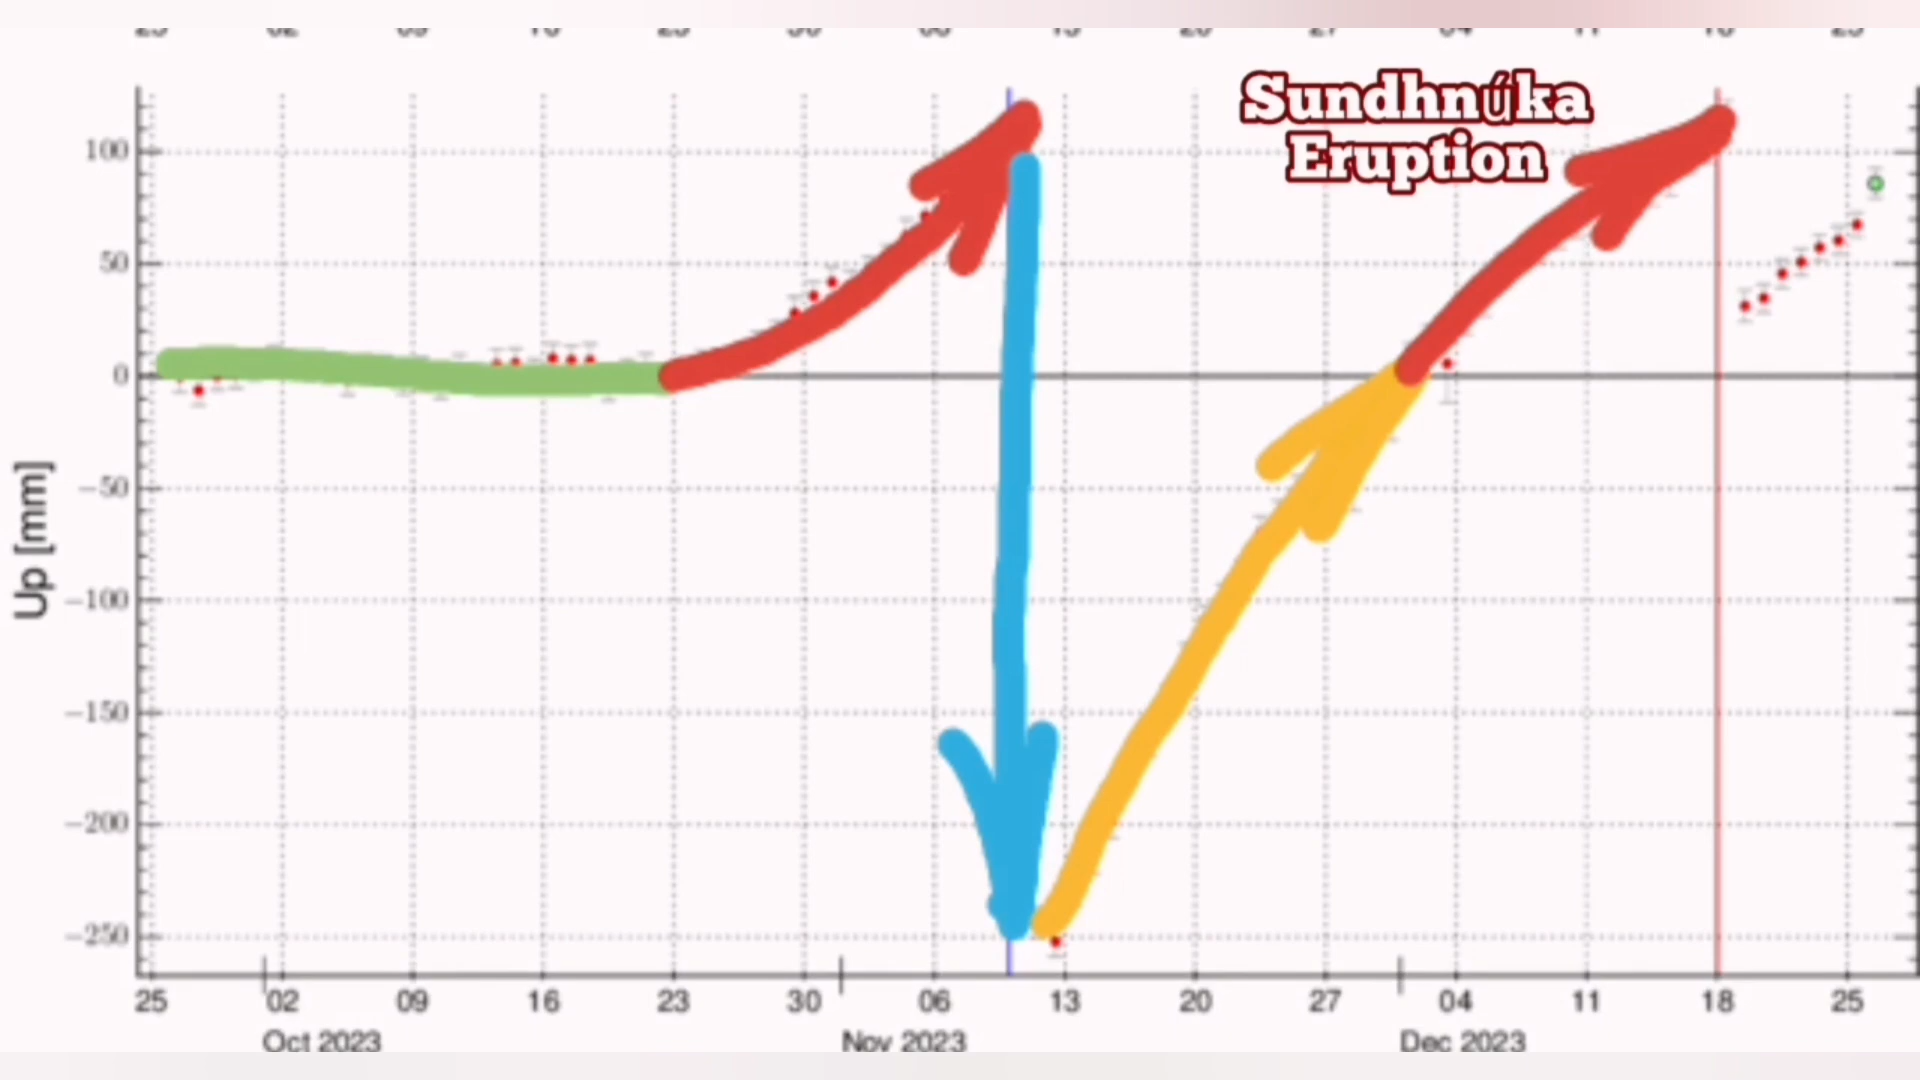 Sundhnúka
Eruption
100
50
0
−50
−100
−150
−200
−250
Up [mm]
25 02 09 16 23 30 06 13 20 27 04 11 18 25
Oct 2023 Nov 2023 Dec 2023